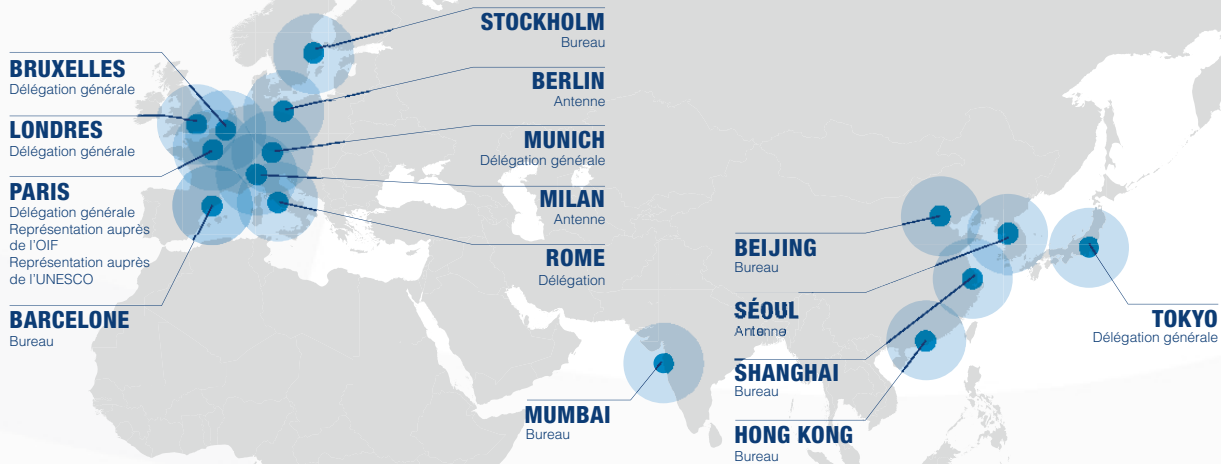 BRUXELLES
Délégation générale
LONDRES
Délégation générale
PARIS
Délégation générale
Représentation auprès
de l'OIF
Représentation auprès
de l'UNESCO
BARCELONE
Bureau
STOCKHOLM
Bureau
BERLIN
Antenne
MUNICH
Délégation générale
MILAN
Antenne
ROME
Délégation
MUMBAI
Bureau
BEIJING
Bureau
SÉOUL
Antenne
SHANGHAI
Bureau
HONG KONG
Bureau
TOKYO
Délégation générale